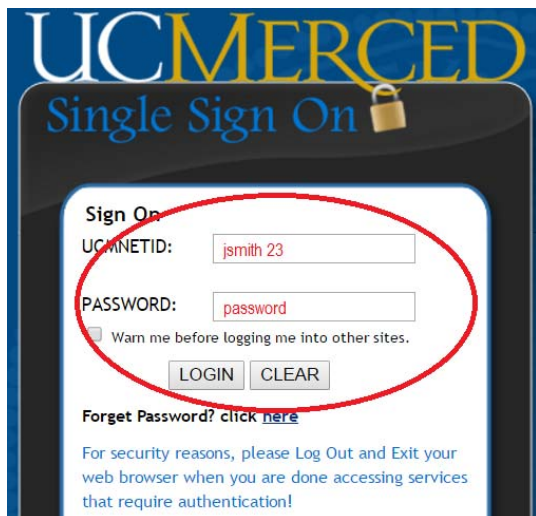 UCMERCED
Single Sign On
Sign On
UCMNETID: jsmith 23
PASSWORD: password
Warn me before logging me into other sites.
LOGIN CLEAR
Forget Password? click here
For security reasons, please Log Out and Exit your
web browser when you are done accessing services
that require authentication!